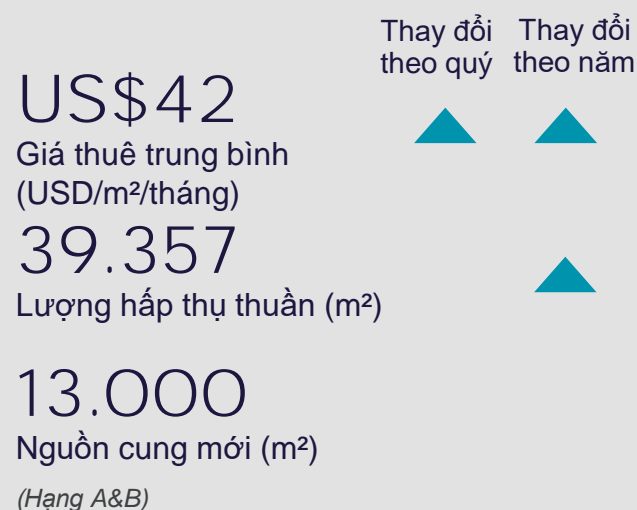 Thay đổi theo quý
Thay đổi theo năm
US$42
Giá thuê trung bình
(USD/m²/tháng)
39.357
Lượng hấp thụ thuần (m²)
13.000
Nguồn cung mới (m²)
(Hạng A&B)